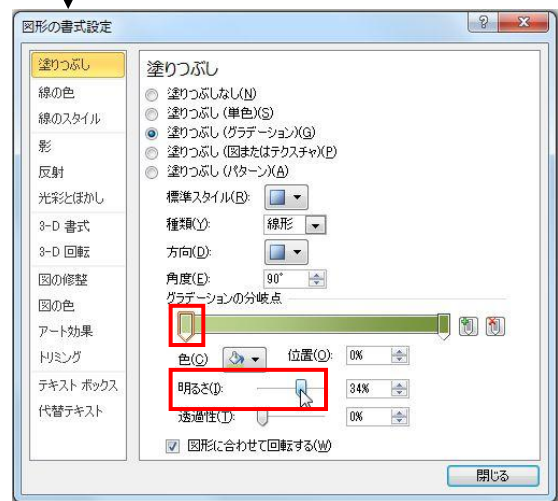 図形の書式設定
塗りつぶし
線の色
線のスタイル
影
反射
光彩とぼかし
3-D 書式
3-D 回転
図の修整
図の色
アート効果
トリミング
テキスト ボックス
代替テキスト
塗りつぶし
塗りつぶしなし(N)
塗りつぶし (単色)(S)
塗りつぶし (グラデーション)(G)
塗りつぶし (図またはテクスチャ)(P)
塗りつぶし (パターン)(A)
標準スタイル(R):
種類(Y): 線形
方向(D):
角度(E): 90°
グラデーションの分岐点
色(C) 位置(O): 0%
明るさ(I): 34%
透過性(T): 0%
図形に合わせて回転する(W)
閉じる